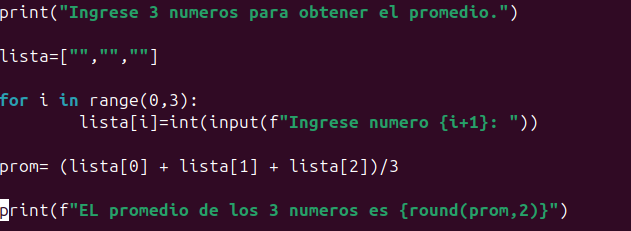 print("Ingrese 3 numeros para obtener el promedio.")
lista=["","",""]
for i in range(0,3):
        lista[i]=int(input(f"Ingrese numero {i+1}: "))
prom= (lista[0] + lista[1] + lista[2])/3
print(f"EL promedio de los 3 numeros es {round(prom,2)}")